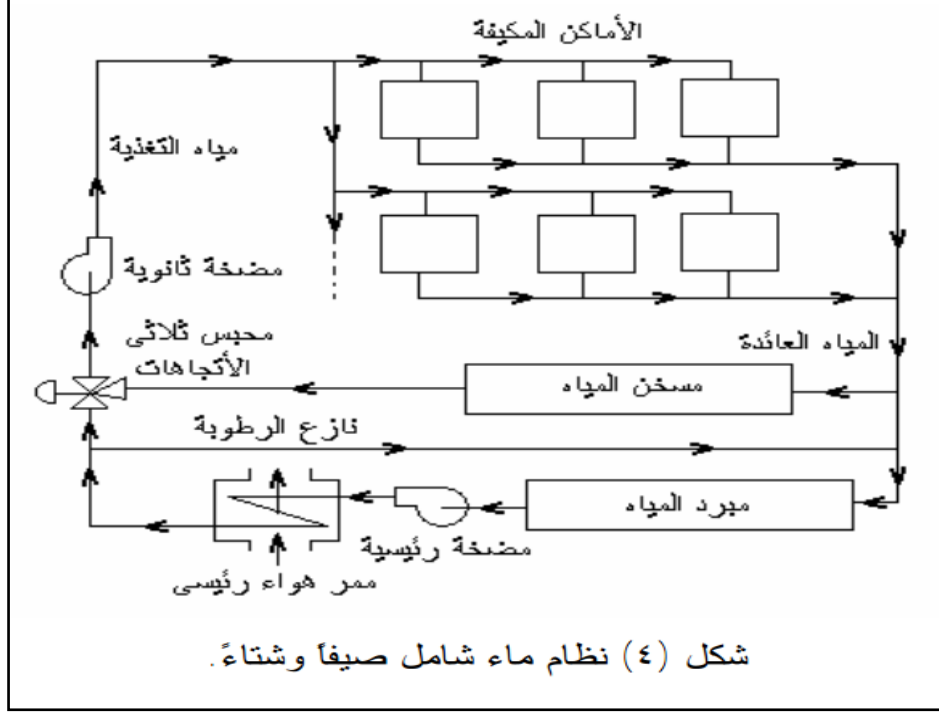 الأماكن المكيفة
مياه التغذية
مضخة ثانوية
محبس ثلاثى
الأتجاهات
المياه العائدة
مسخن المياه
نازع الرطوبة
مبرد المياه
مضخة رئيسية
ممر هواء رئيسى
شكل (٤) نظام ماء شامل صيفاً وشتاءً.